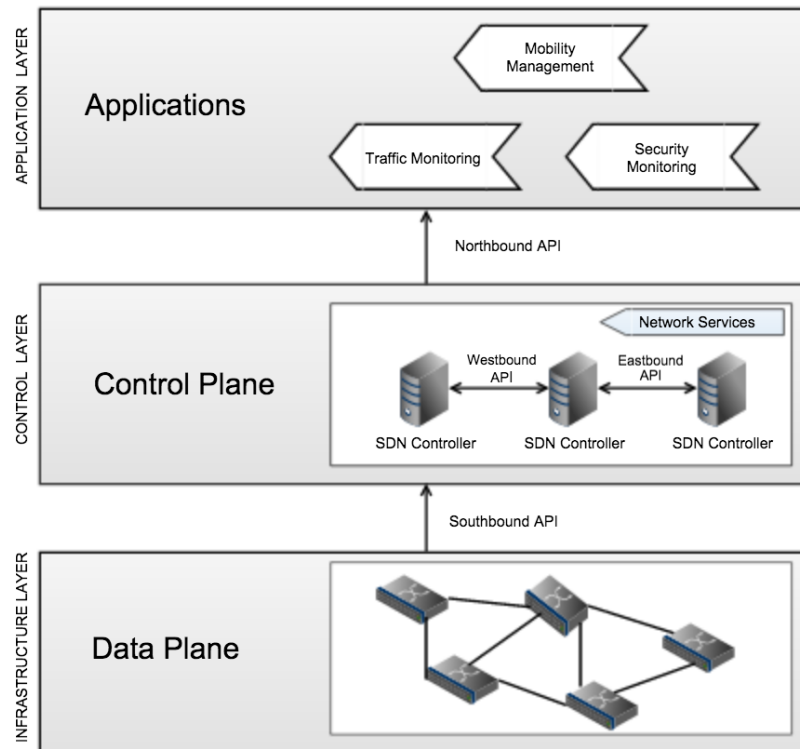 APPLICATION LAYER
Applications
Mobility
Management
Traffic Monitoring
Security
Monitoring
Northbound API
CONTROL LAYER
Control Plane
Network Services
Westbound
API
Eastbound
API
SDN Controller
SDN Controller
SDN Controller
Southbound API
INFRASTRUCTURE LAYER
Data Plane